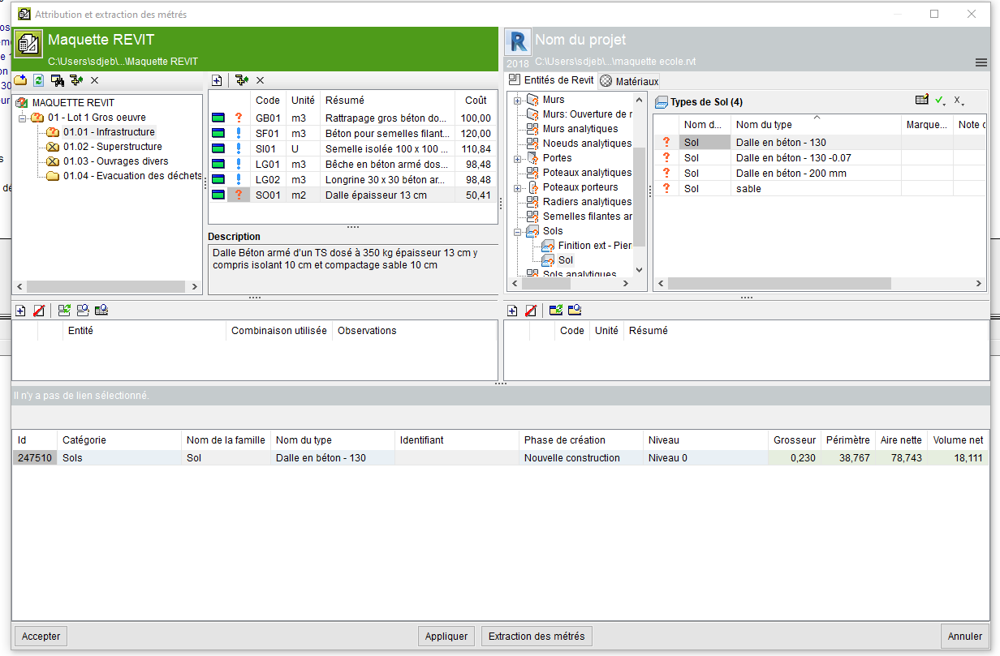 Attribution et extraction des métrés
Maquette REVIT
C:\Users\sdjeb\...\Maquette REVIT
Nom du projet
2018 C:\Users\sdjeb\...\maquette ecole.rvt
Entités de Revit Matériaux
MAQUETTE REVIT
01 - Lot 1 Gros oeuvre
01.01 - Infrastructure
01.02 - Superstructure
01.03 - Ouvrages divers
01.04 - Evacuation des déchets
Code Unité Résumé Coût
GB01 m3 Rattrapage gros béton do... 100,00
SF01 m3 Béton pour semelles filant... 120,00
SI01 U Semelle isolée 100 x 100 ... 110,84
LG01 m3 Bêche en béton armé dos... 98,48
LG02 m3 Longrine 30 x 30 béton ar... 98,48
SO01 m2 Dalle épaisseur 13 cm 50,41
Description
Dalle Béton armé d'un TS dosé à 350 kg épaisseur 13 cm y
compris isolant 10 cm et compactage sable 10 cm
Murs
Murs: Ouverture de r
Murs analytiques
Noeuds analytiques
Portes
Poteaux analytiques
Poteaux porteurs
Radiers analytiques
Semelles filantes ar
Sols
Finition ext - Pier
Sol
Sols analytiques
Types de Sol (4)
Nom d... Nom du type Marque... Note c
Sol Dalle en béton - 130
Sol Dalle en béton - 130 -0.07
Sol Dalle en béton - 200 mm
Sol sable
Entité Combinaison utilisée Observations
Code Unité Résumé
Il n'y a pas de lien sélectionné.
Id Catégorie Nom de la famille Nom du type Identifiant Phase de création Niveau Grosseur Périmètre Aire nette Volume net
247510 Sols Sol Dalle en béton - 130 Nouvelle construction Niveau 0 0,230 38,767 78,743 18,111
Accepter Appliquer Extraction des métrés Annuler